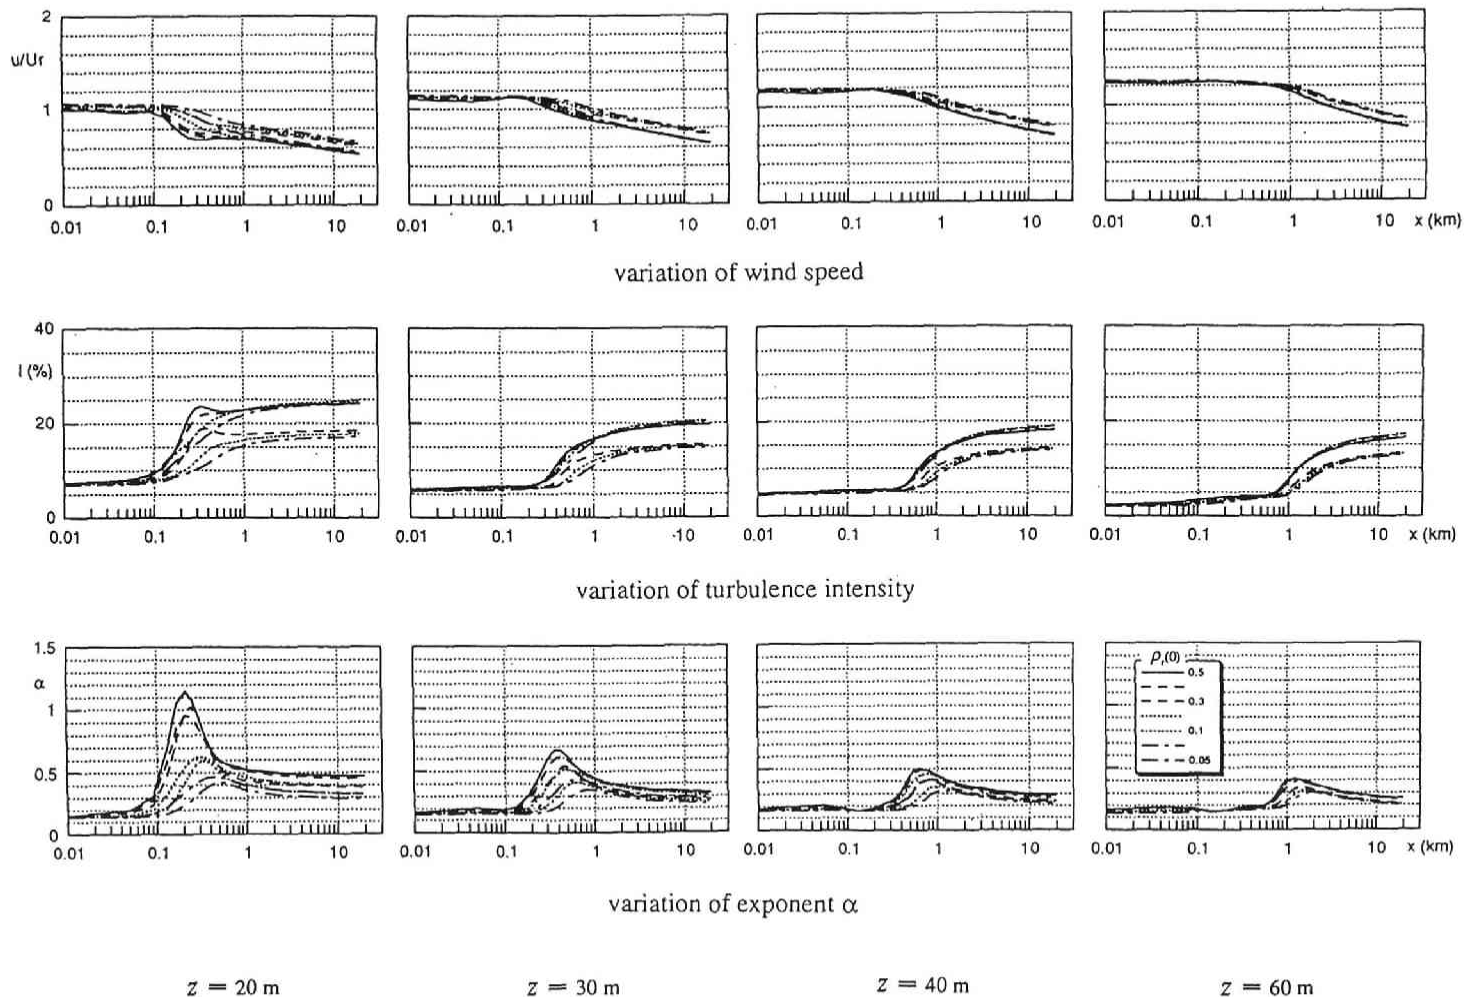 2
u/Ur
1
0
0.01 0.1 1 10 0.01 0.1 1 10 0.01 0.1 1 10 0.01 0.1 1 10 x (km)
variation of wind speed
40
I (%)
20
0
0.01 0.1 1 10 0.01 0.1 1 -10 0.01 0.1 1 10 0.01 0.1 1 10 x (km)
variation of turbulence intensity
1.5
α
1
0.5
0
ρr(0)
0.5
0.3
0.1
0.05
0.01 0.1 1 10 0.01 0.1 1 10 0.01 0.1 1 10 0.01 0.1 1 10 x (km)
variation of exponent α
z = 20 m z = 30 m z = 40 m z = 60 m